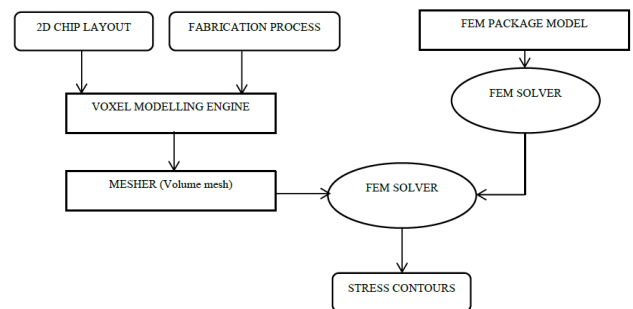 2D CHIP LAYOUT
FABRICATION PROCESS
FEM PACKAGE MODEL
FEM SOLVER
VOXEL MODELLING ENGINE
MESHER (Volume mesh)
FEM SOLVER
STRESS CONTOURS